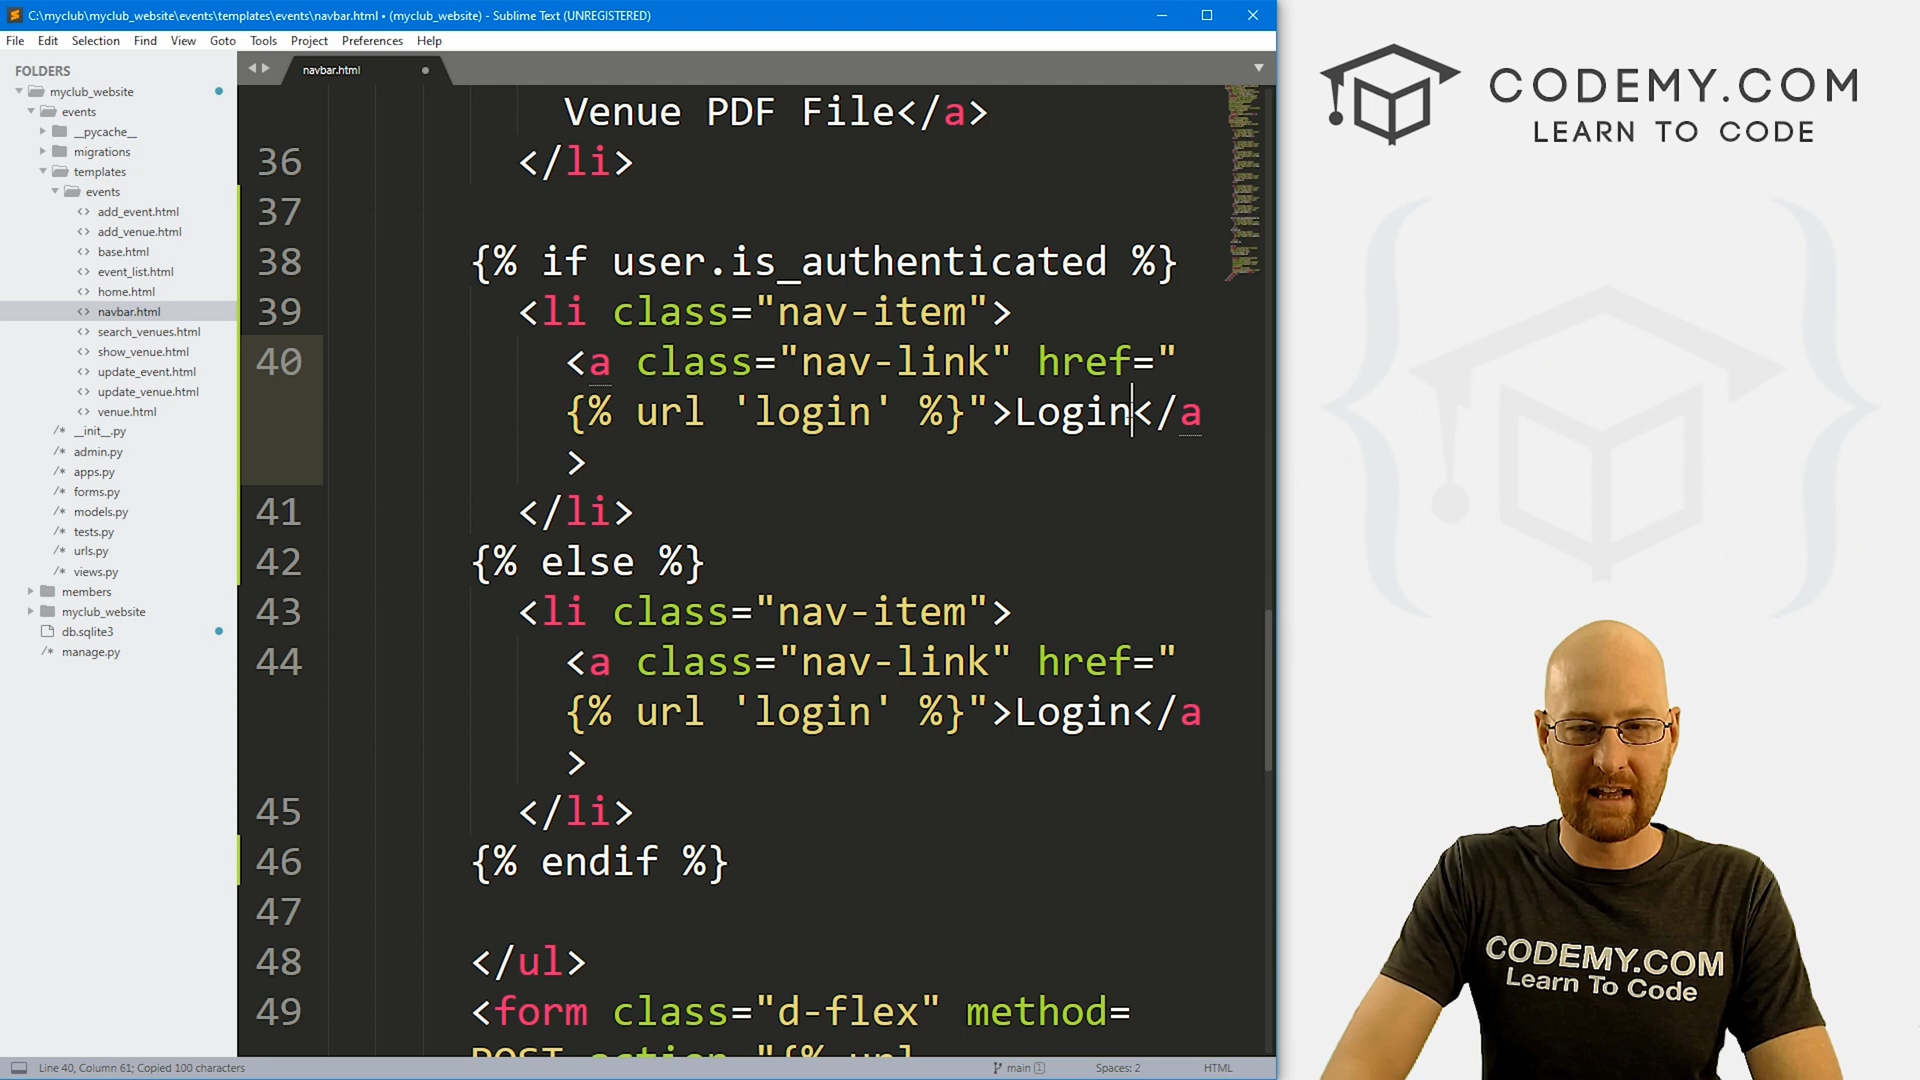 C:\myclub\myclub_website\events\templates\events\navbar.html • (myclub_website) - Sublime Text (UNREGISTERED)
File Edit Selection Find View Goto Tools Project Preferences Help
FOLDERS
myclub_website
events
__pycache__
migrations
templates
events
<> add_event.html
<> add_venue.html
<> base.html
<> event_list.html
<> home.html
<> navbar.html
<> search_venues.html
<> show_venue.html
<> update_event.html
<> update_venue.html
<> venue.html
/* __init__.py
/* admin.py
/* apps.py
/* forms.py
/* models.py
/* tests.py
/* urls.py
/* views.py
members
myclub_website
db.sqlite3
/* manage.py
navbar.html
Venue PDF File</a>
36 </li>
37
38 {% if user.is_authenticated %}
39 <li class="nav-item">
40 <a class="nav-link" href="
{% url 'login' %}">Login</a
>
41 </li>
42 {% else %}
43 <li class="nav-item">
44 <a class="nav-link" href="
{% url 'login' %}">Login</a
>
45 </li>
46 {% endif %}
47
48 </ul>
49 <form class="d-flex" method=
POST action="{% url
Line 40, Column 61; Copied 100 characters
main 1
Spaces: 2
HTML
CODEMY.COM
LEARN TO CODE
CODEMY.COM
Learn To Code